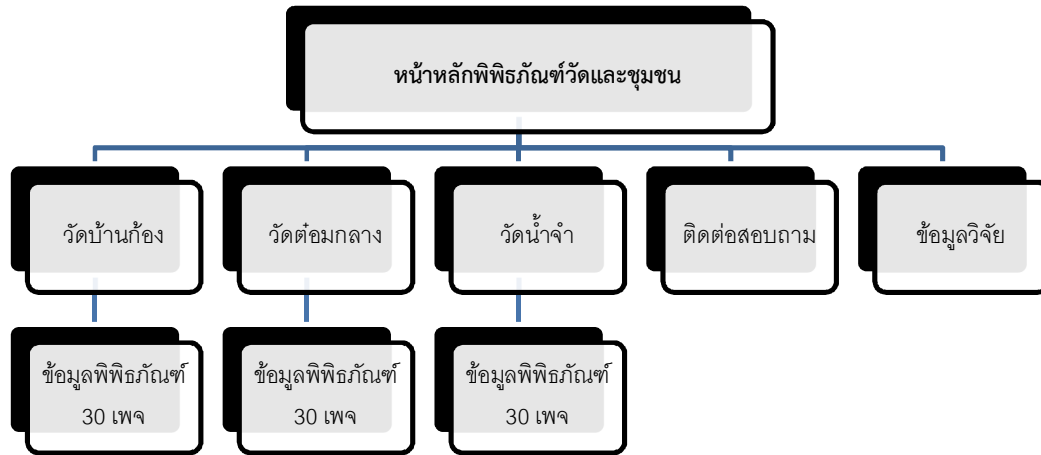 หน้าหลักพิพิธภัณฑ์วัดและชุมชน
วัดบ้านก้อง
วัดต๋อมกลาง
วัดน้ำจำ
ติดต่อสอบถาม
ข้อมูลวิจัย
ข้อมูลพิพิธภัณฑ์
30 เพจ
ข้อมูลพิพิธภัณฑ์
30 เพจ
ข้อมูลพิพิธภัณฑ์
30 เพจ